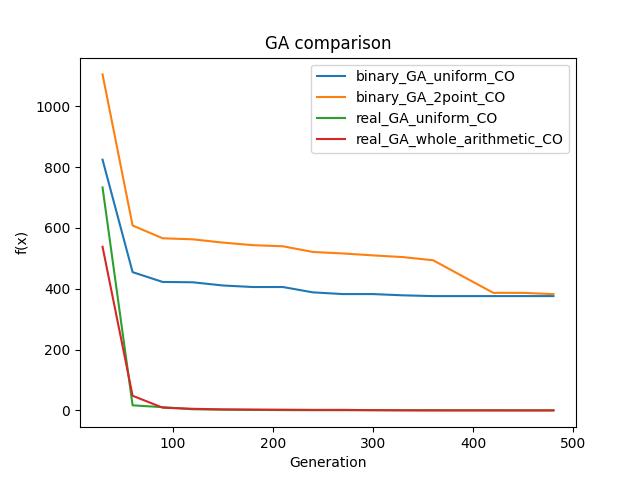 GA comparison
binary_GA_uniform_CO
binary_GA_2point_CO
real_GA_uniform_CO
real_GA_whole_arithmetic_CO
f(x)
1000
800
600
400
200
0
100 200 300 400 500
Generation